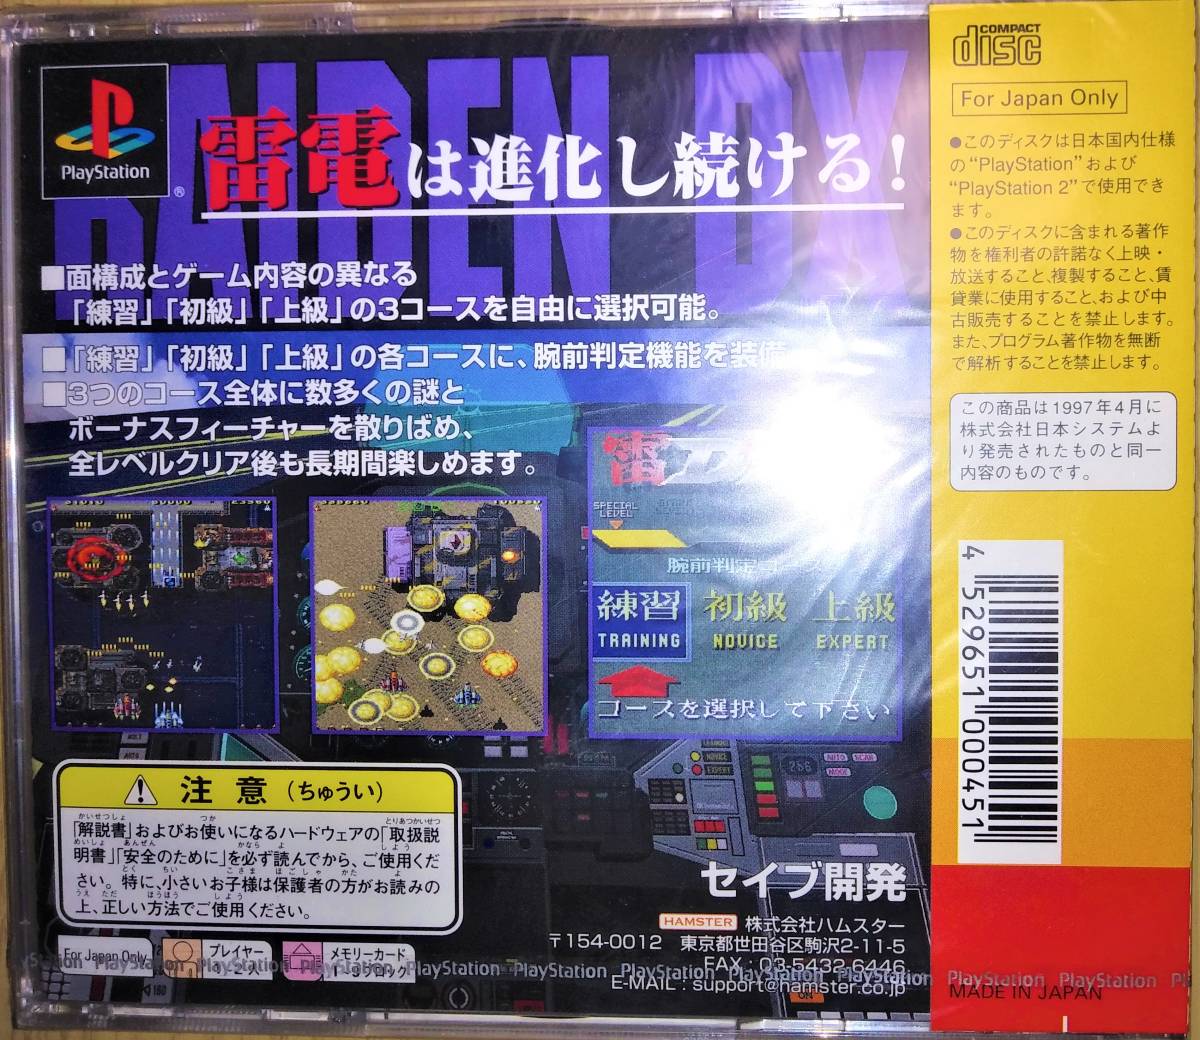 RAIDEN DX
PlayStation
®
雷電は進化し続ける!
■面構成とゲーム内容の異なる
「練習」「初級」「上級」の3コースを自由に選択可能。
■「練習」「初級」「上級」の各コースに、腕前判定機能を装備
■3つのコース全体に数多くの謎と
ボーナスフィーチャーを散りばめ、
全レベルクリア後も長期間楽しめます。
雷
SPECIAL
LEVEL
腕前判定コース
練習 初級 上級
TRAINING NOVICE EXPERT
コースを選択して下さい
注意(ちゅうい)
「解説書」およびお使いになるハードウェアの「取扱説
明書」「安全のために」を必ず読んでから、ご使用くだ
さい。特に、小さいお子様は保護者の方がお読みの
上、正しい方法でご使用ください。
セイブ開発
HAMSTER 株式会社ハムスター
〒154-0012 東京都世田谷区駒沢2-11-5
FAX : 03-5432-6446
E-MAIL : support@hamster.co.jp
For Japan Only
プレイヤー
メモリーカード
PlayStation PlayStation PlayStation PlayStation PlayStation PlayStation PlayStation PlayStation PlayStation PlayStation
COMPACT
disc
For Japan Only
●このディスクは日本国内仕様
の“PlayStation”および
“PlayStation 2”で使用でき
ます。
●このディスクに含まれる著作
物を権利者の許諾なく上映・
放送すること、複製すること、賃
貸業に使用すること、および中
古販売することを禁止します。
また、プログラム著作物を無断
で解析することを禁止します。
この商品は1997年4月に
株式会社日本システムよ
り発売されたものと同一
内容のものです。
4 529651 000451
MADE IN JAPAN